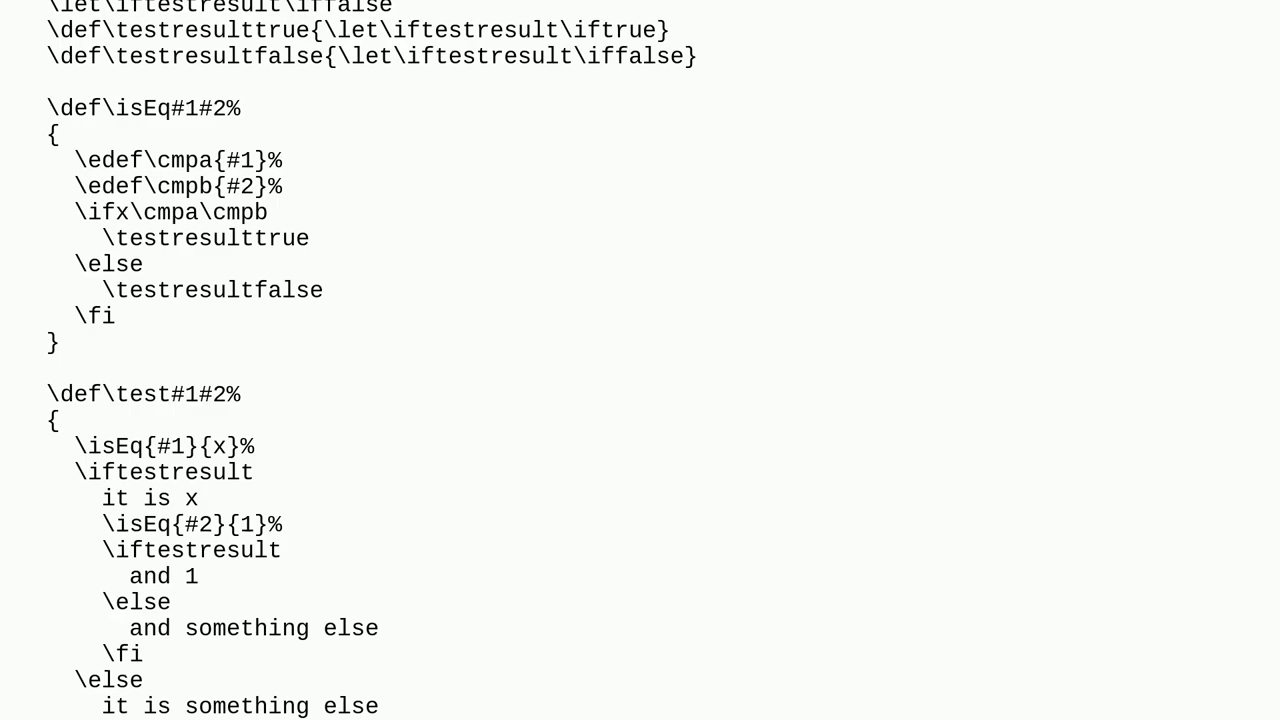 \let\iftestresult\iffalse
\def\testresulttrue{\let\iftestresult\iftrue}
\def\testresultfalse{\let\iftestresult\iffalse}
\def\isEq#1#2%
{
\edef\cmpa{#1}%
\edef\cmpb{#2}%
\ifx\cmpa\cmpb
\testresulttrue
\else
\testresultfalse
\fi
}
\def\test#1#2%
{
\isEq{#1}{x}%
\iftestresult
it is x
\isEq{#2}{1}%
\iftestresult
and 1
\else
and something else
\fi
\else
it is something else